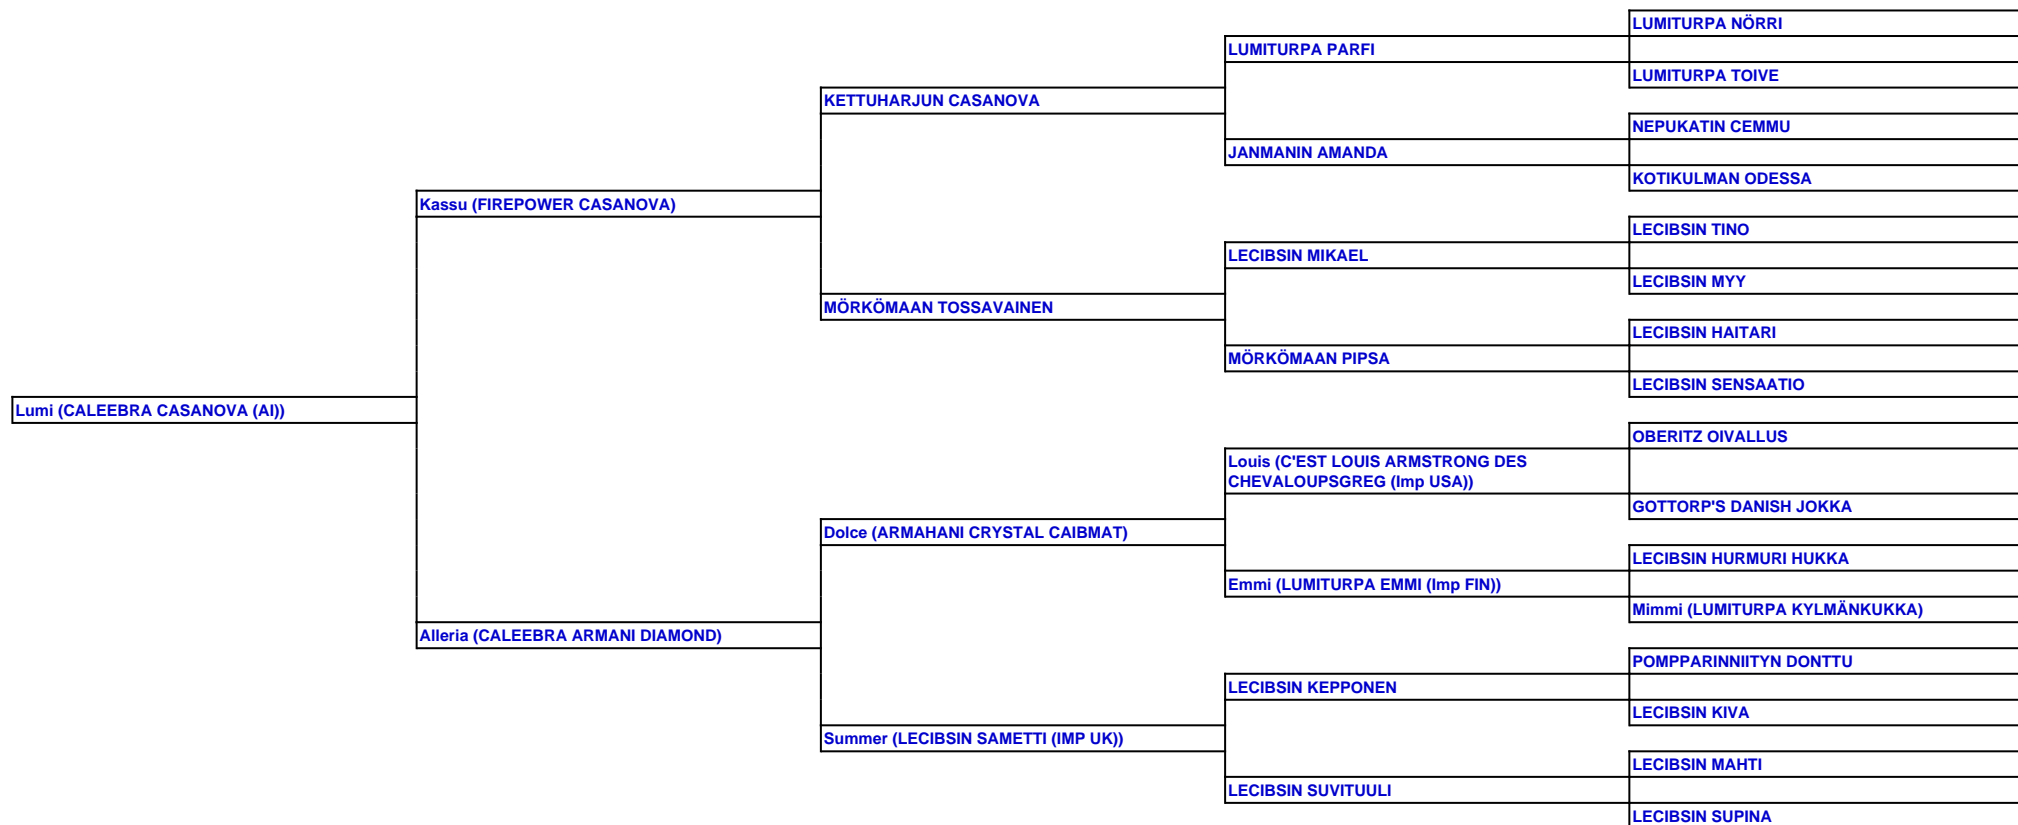 LUMITURPA NÖRRI
LUMITURPA PARFI
LUMITURPA TOIVE
KETTUHARJUN CASANOVA
NEPUKATIN CEMMU
JANMANIN AMANDA
KOTIKULMAN ODESSA
Kassu (FIREPOWER CASANOVA)
LECIBSIN TINO
LECIBSIN MIKAEL
LECIBSIN MYY
MÖRKÖMAAN TOSSAVAINEN
LECIBSIN HAITARI
MÖRKÖMAAN PIPSA
LECIBSIN SENSAATIO
Lumi (CALEEBRA CASANOVA (AI))
OBERITZ OIVALLUS
Louis (C'EST LOUIS ARMSTRONG DES
CHEVALOUPSGREG (Imp USA))
GOTTORP'S DANISH JOKKA
Dolce (ARMAHANI CRYSTAL CAIBMAT)
LECIBSIN HURMURI HUKKA
Emmi (LUMITURPA EMMI (Imp FIN))
Mimmi (LUMITURPA KYLMÄNKUKKA)
Alleria (CALEEBRA ARMANI DIAMOND)
POMPPARINNIITYN DONTTU
LECIBSIN KEPPONEN
LECIBSIN KIVA
Summer (LECIBSIN SAMETTI (IMP UK))
LECIBSIN MAHTI
LECIBSIN SUVITUULI
LECIBSIN SUPINA